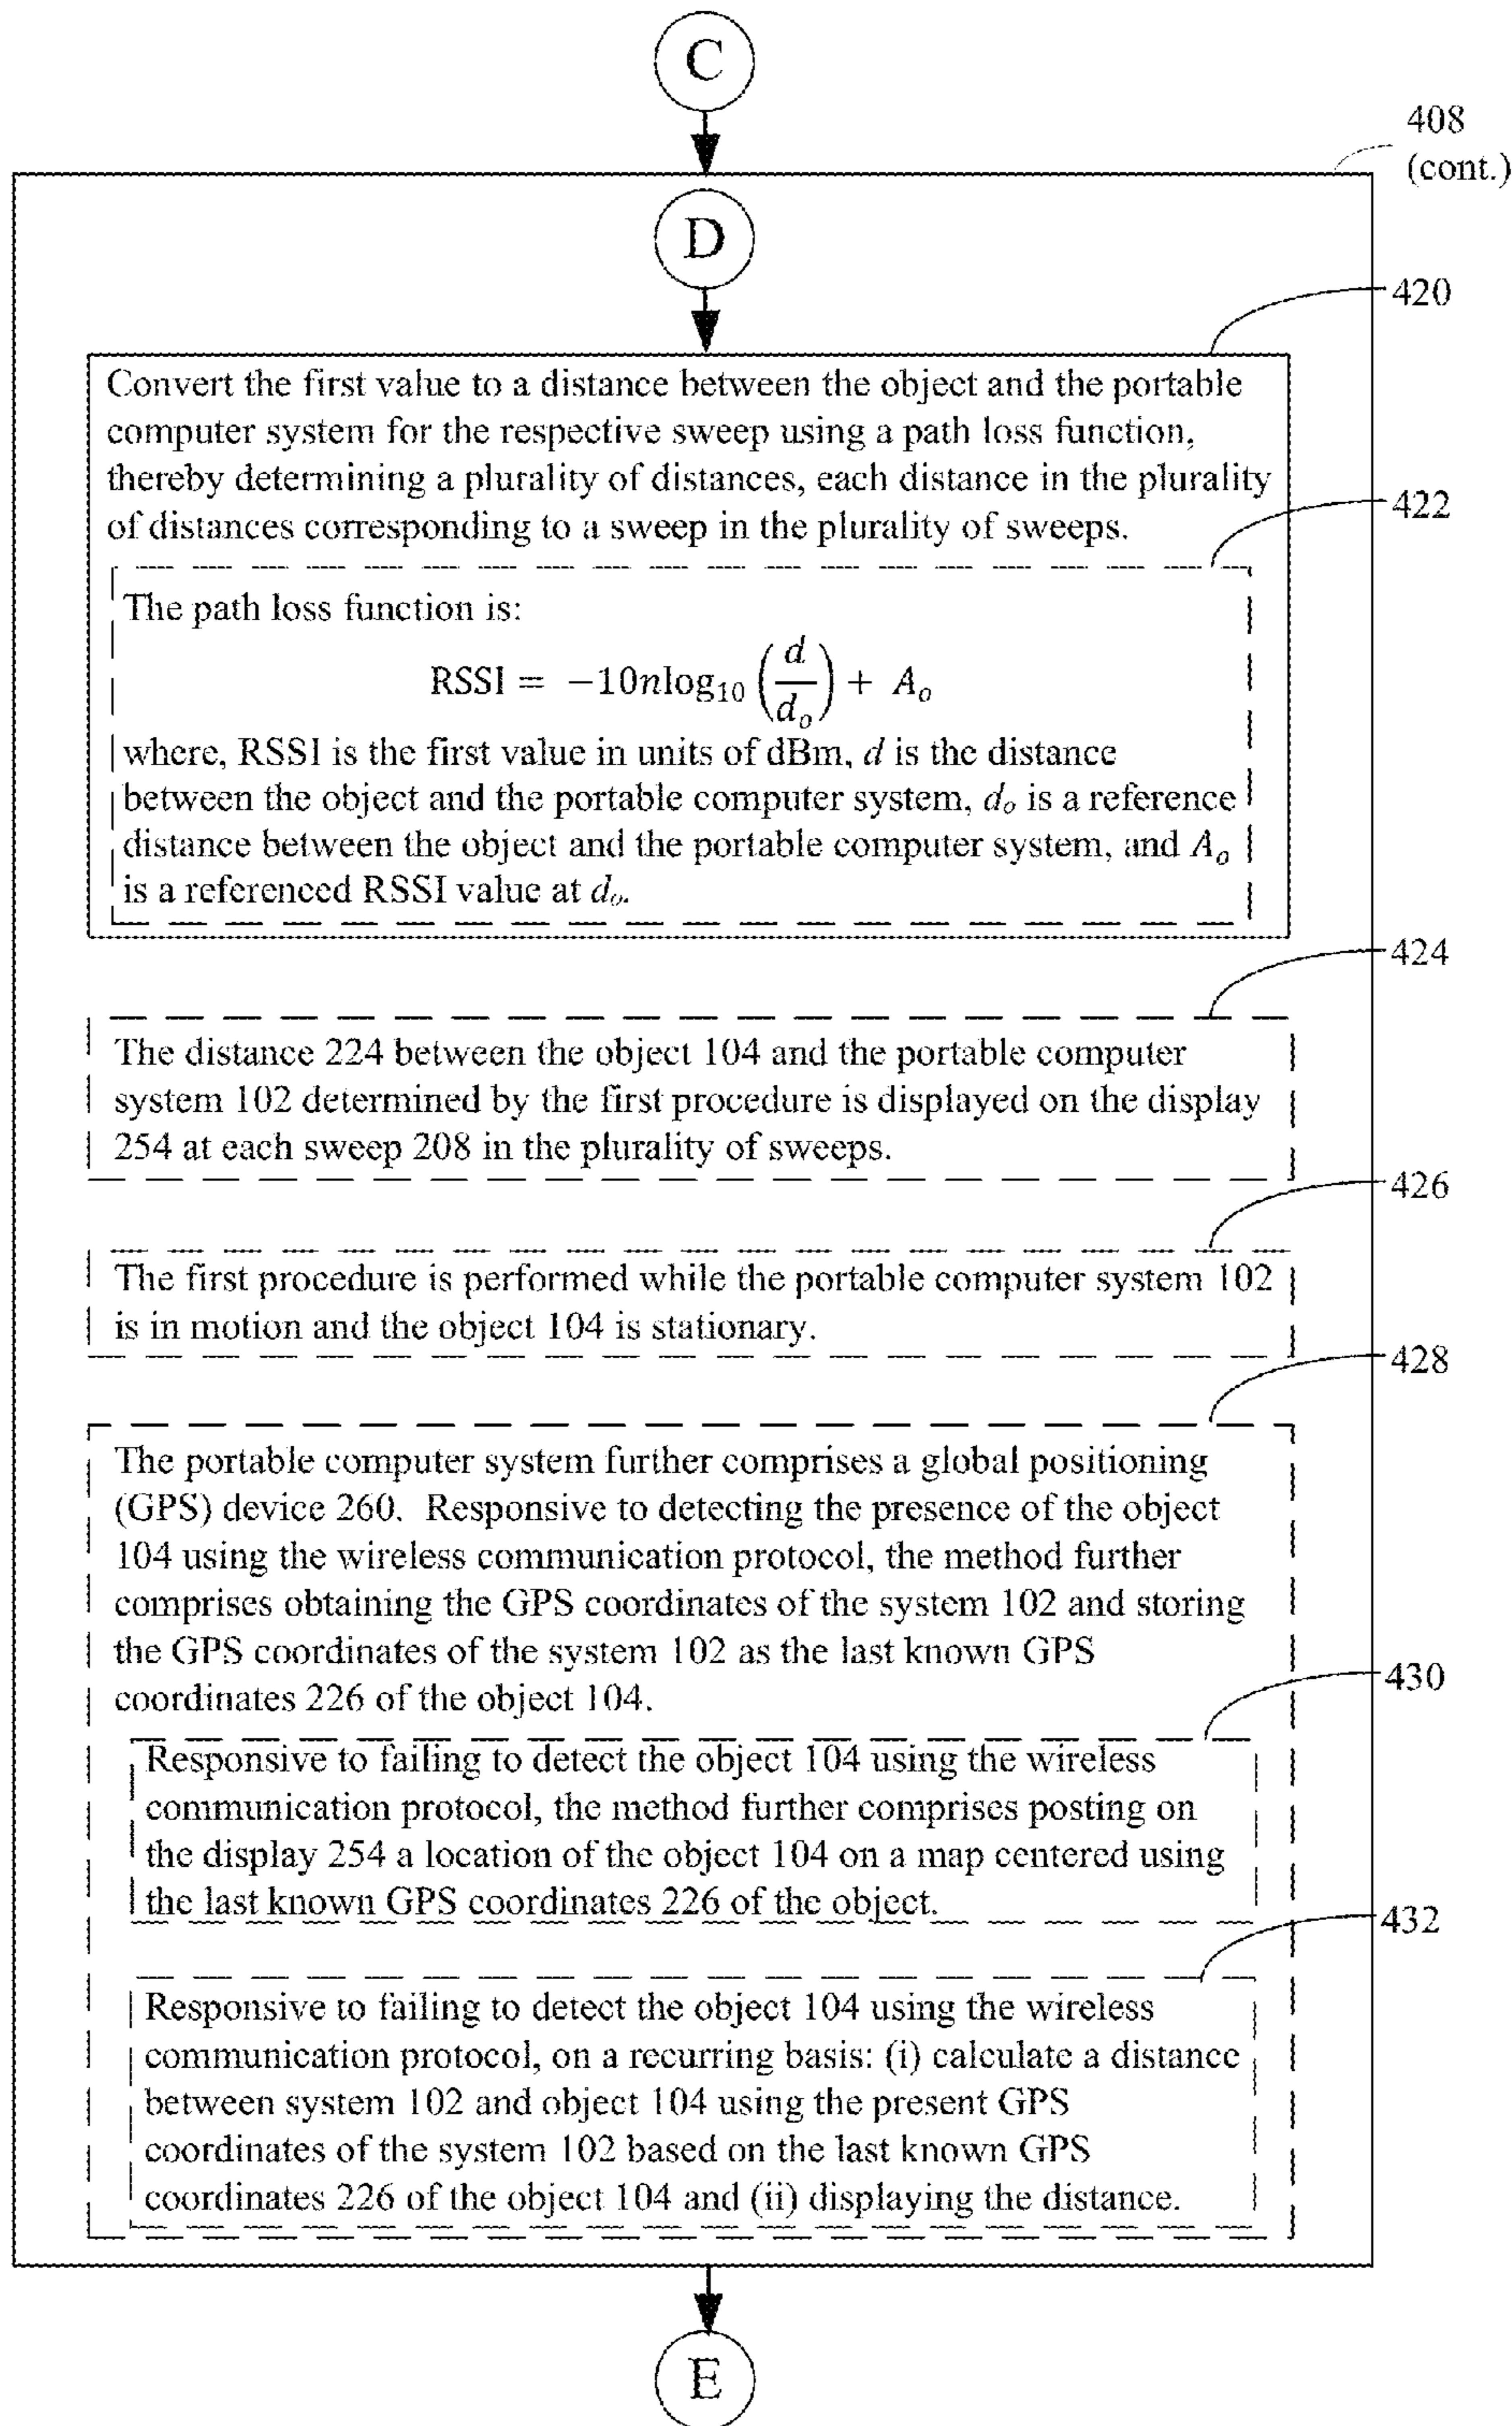 C
408
(cont.)
D
420
Convert the first value to a distance between the object and the portable
computer system for the respective sweep using a path loss function,
thereby determining a plurality of distances, each distance in the plurality
of distances corresponding to a sweep in the plurality of sweeps.
422
The path loss function is:
RSSI = −10nlog₁₀ (d/dₒ) + Aₒ
where, RSSI is the first value in units of dBm, d is the distance
between the object and the portable computer system, dₒ is a reference
distance between the object and the portable computer system, and Aₒ
is a referenced RSSI value at dₒ.
424
The distance 224 between the object 104 and the portable computer
system 102 determined by the first procedure is displayed on the display
254 at each sweep 208 in the plurality of sweeps.
426
The first procedure is performed while the portable computer system 102
is in motion and the object 104 is stationary.
428
The portable computer system further comprises a global positioning
(GPS) device 260.  Responsive to detecting the presence of the object
104 using the wireless communication protocol, the method further
comprises obtaining the GPS coordinates of the system 102 and storing
the GPS coordinates of the system 102 as the last known GPS
coordinates 226 of the object 104.
430
Responsive to failing to detect the object 104 using the wireless
communication protocol, the method further comprises posting on
the display 254 a location of the object 104 on a map centered using
the last known GPS coordinates 226 of the object.
432
Responsive to failing to detect the object 104 using the wireless
communication protocol, on a recurring basis: (i) calculate a distance
between system 102 and object 104 using the present GPS
coordinates of the system 102 based on the last known GPS
coordinates 226 of the object 104 and (ii) displaying the distance.
E